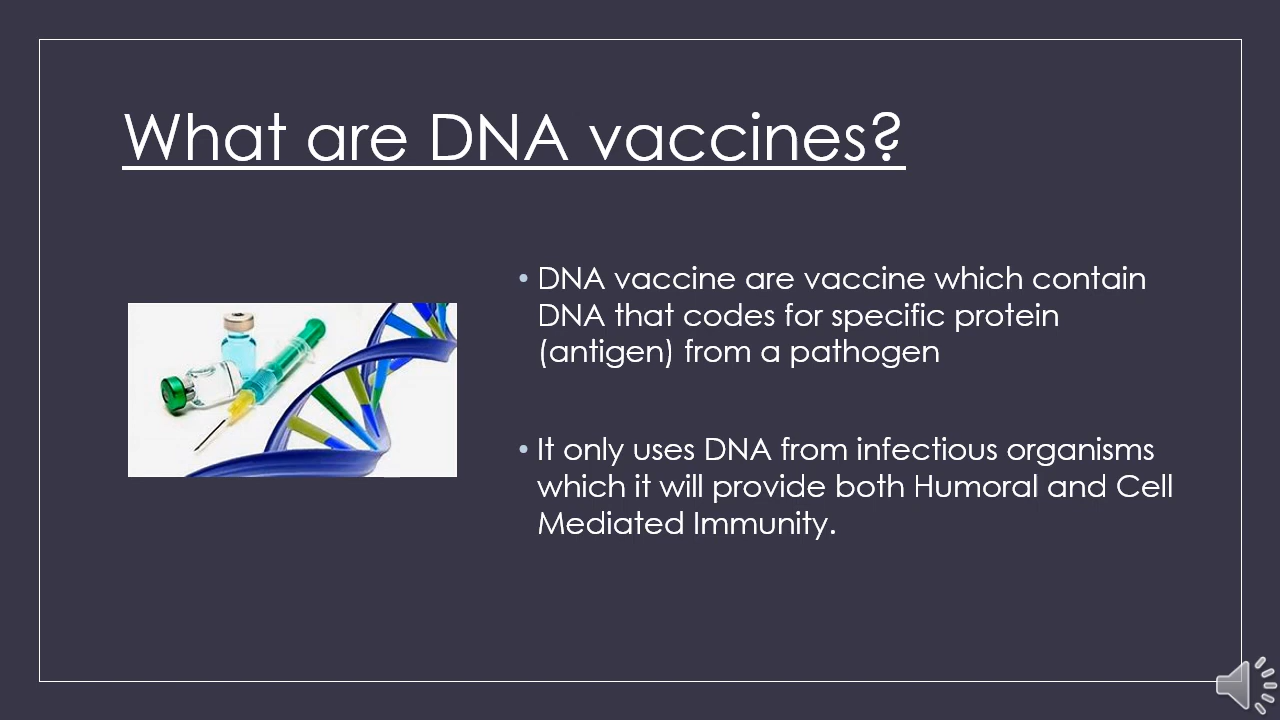 What are DNA vaccines?
• DNA vaccine are vaccine which contain
DNA that codes for specific protein
(antigen) from a pathogen
• It only uses DNA from infectious organisms
which it will provide both Humoral and Cell
Mediated Immunity.